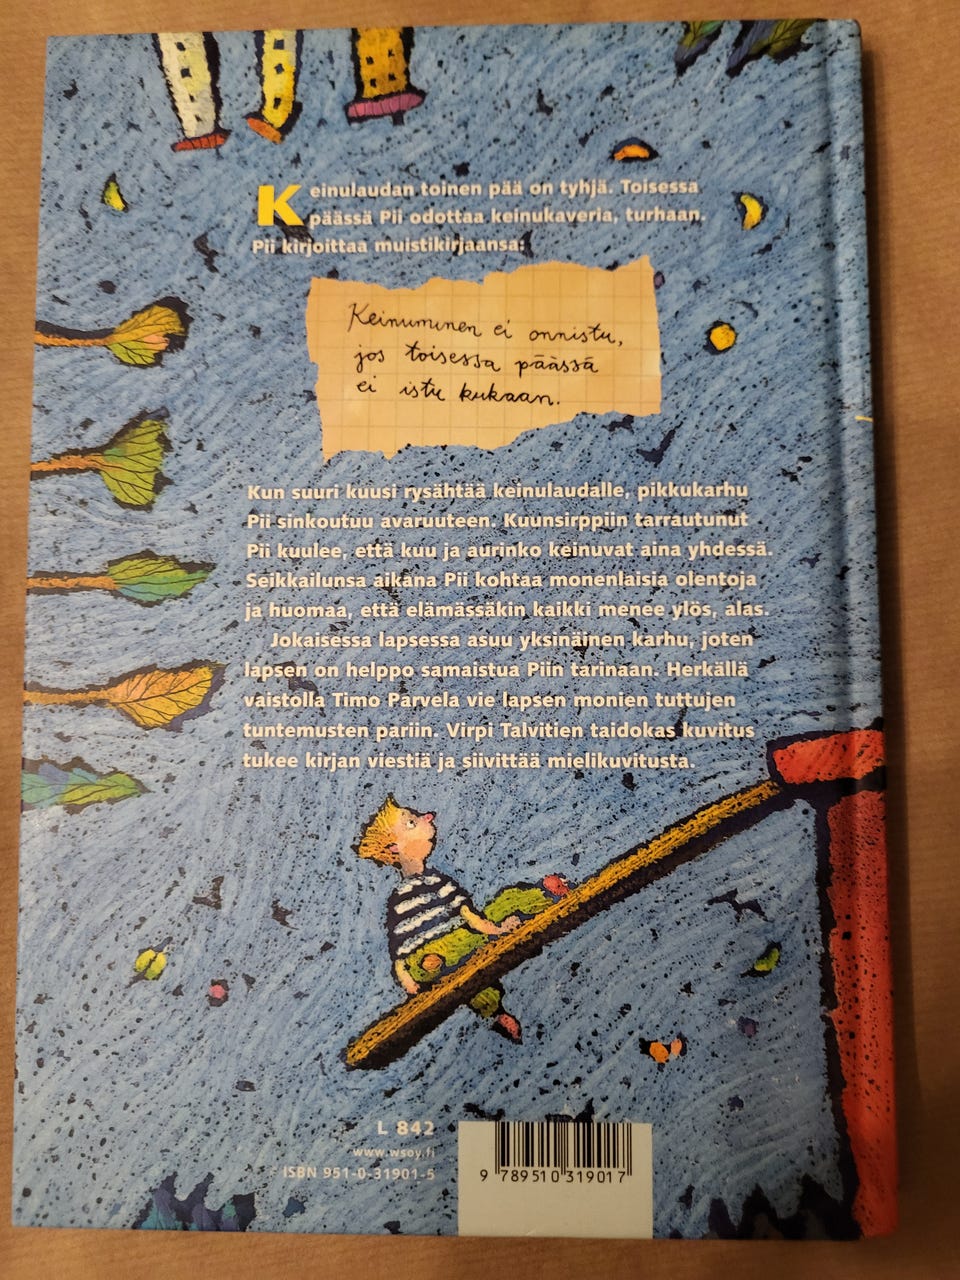 Keinulaudan toinen pää on tyhjä. Toisessa
päässä Pii odottaa keinukaveria, turhaan.
Pii kirjoittaa muistikirjaansa:
Keinuminen ei onnistu,
jos toisessa päässä
ei istu kukaan.
Kun suuri kuusi rysähtää keinulaudalle, pikkukarhu
Pii sinkoutuu avaruuteen. Kuunsirppiin tarrautunut
Pii kuulee, että kuu ja aurinko keinuvat aina yhdessä.
Seikkailunsa aikana Pii kohtaa monenlaisia olentoja
ja huomaa, että elämässäkin kaikki menee ylös, alas.
Jokaisessa lapsessa asuu yksinäinen karhu, joten
lapsen on helppo samaistua Piin tarinaan. Herkällä
vaistolla Timo Parvela vie lapsen monien tuttujen
tuntemusten pariin. Virpi Talvitien taidokas kuvitus
tukee kirjan viestiä ja siivittää mielikuvitusta.
L 842
www.wsoy.fi
ISBN 951-0-31901-5
9 789510 319017